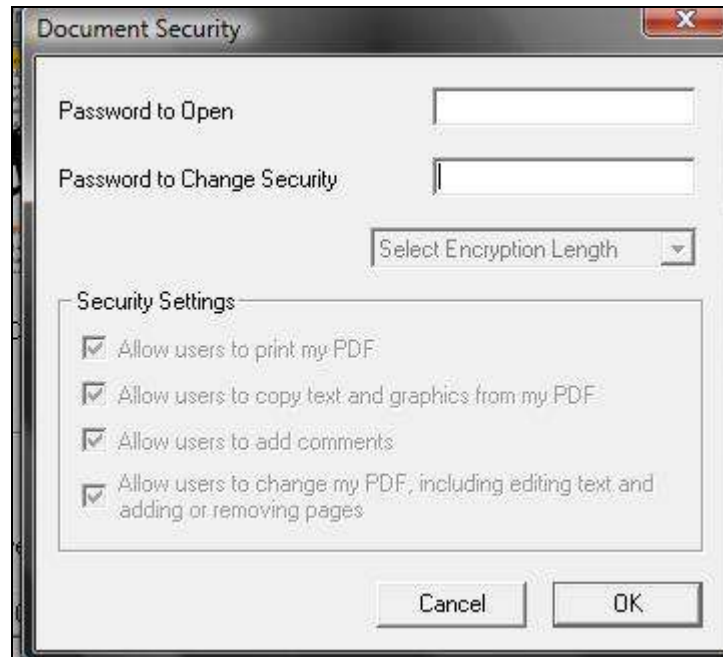 Document Security
Password to Open
Password to Change Security
Select Encryption Length
Security Settings
Allow users to print my PDF
Allow users to copy text and graphics from my PDF
Allow users to add comments
Allow users to change my PDF, including editing text and
adding or removing pages
Cancel OK